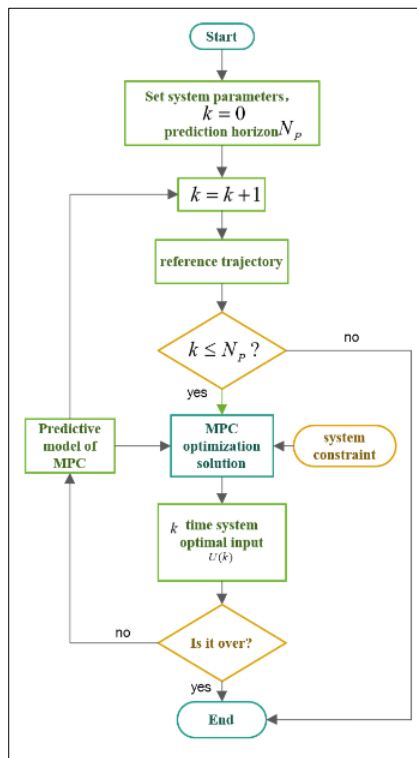 Start
Set system parameters,
k = 0
prediction horizon N_P
k = k+1
reference trajectory
k ≤ N_P ?
no
yes
Predictive
model of
MPC
MPC
optimization
solution
system
constraint
k time system
optimal input
U(k)
no
Is it over?
yes
End